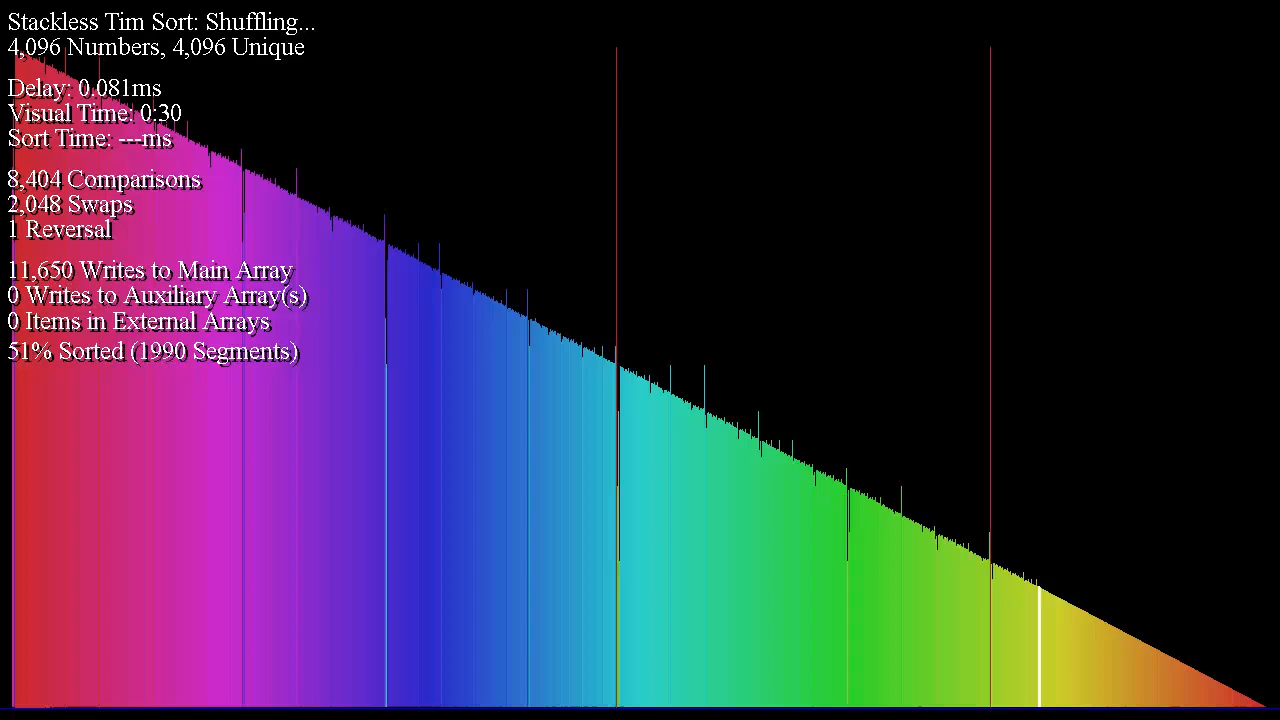 Stackless Tim Sort: Shuffling...
4,096 Numbers, 4,096 Unique
Delay: 0.081ms
Visual Time: 0:30
Sort Time: ---ms
8,404 Comparisons
2,048 Swaps
1 Reversal
11,650 Writes to Main Array
0 Writes to Auxiliary Array(s)
0 Items in External Arrays
51% Sorted (1990 Segments)